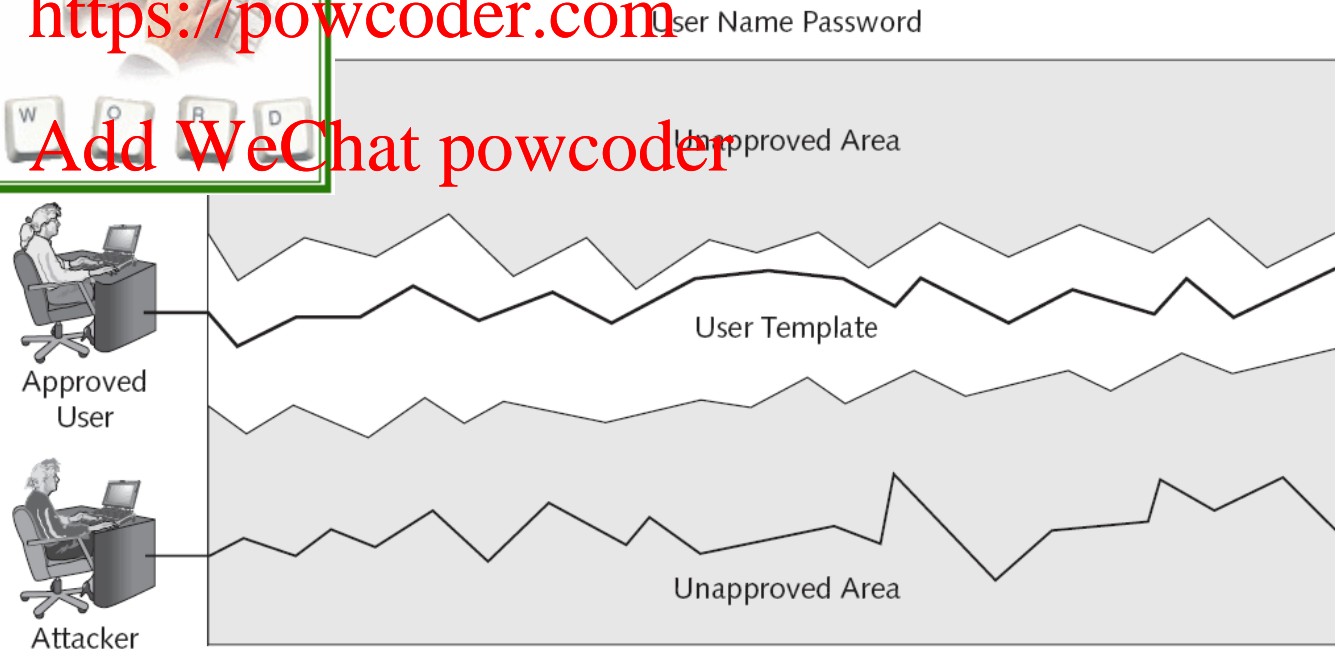 https://powcoder.com
User Name Password
W O R D
Add WeChat powcoder
Unapproved Area
User Template
Approved
User
Unapproved Area
Attacker